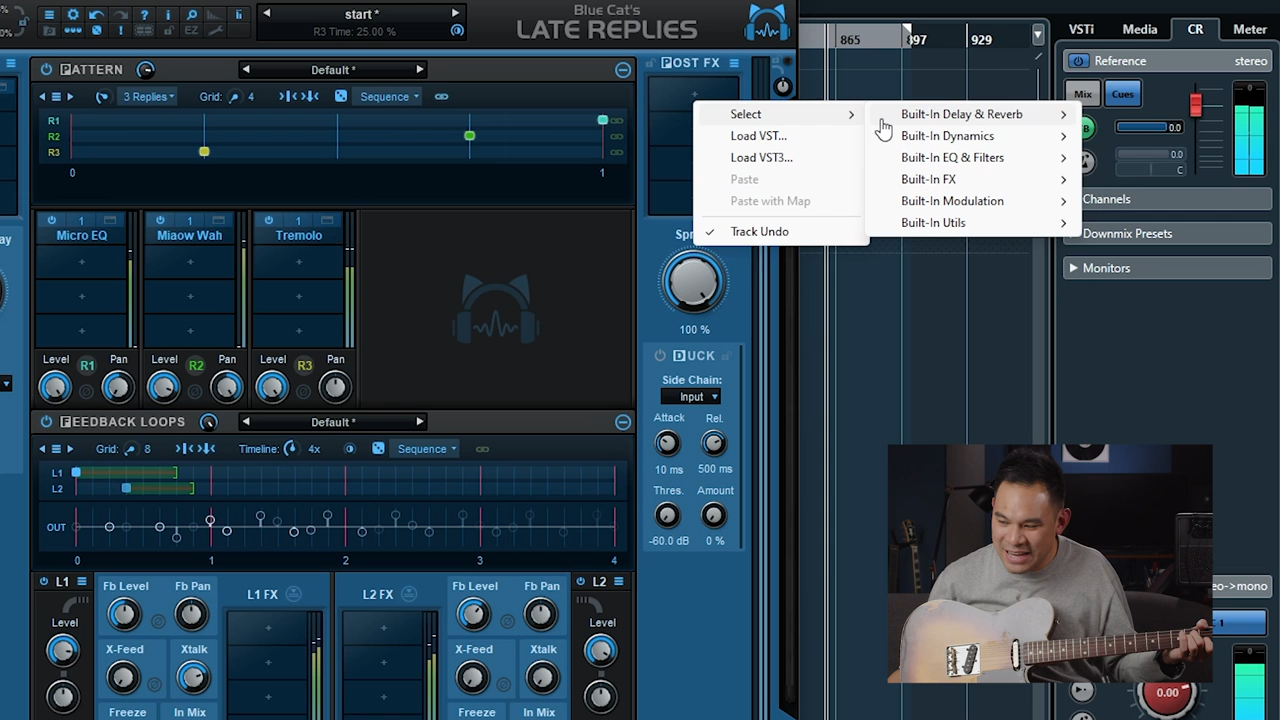 Blue Cat's
LATE REPLIES
start *
R3 Time: 25.00 %
EZ
865
897
929
VSTi
Media
CR
Meter
PATTERN
Default *
3 Replies
Grid:
4
Sequence
R1
R2
R3
0
1
POST FX
Select
Load VST...
Load VST3...
Paste
Paste with Map
Track Undo
Built-In Delay & Reverb
Built-In Dynamics
Built-In EQ & Filters
Built-In FX
Built-In Modulation
Built-In Utils
Reference
stereo
Mix
Cues
0.0
0.0
C
Channels
Downmix Presets
Monitors
1
Micro EQ
1
Miaow Wah
1
Tremolo
Level
R1
Pan
Level
R2
Pan
Level
R3
Pan
100 %
DUCK
Side Chain:
Input
Attack
Rel.
10 ms
500 ms
Thres.
Amount
-60.0 dB
0 %
FEEDBACK LOOPS
Default *
Grid:
8
Timeline:
4x
Sequence
L1
L2
OUT
0
1
2
3
4
L1
Level
Fb Level
Fb Pan
X-Feed
Xtalk
Freeze
In Mix
L1 FX
L2 FX
Fb Level
Fb Pan
X-Feed
Xtalk
Freeze
In Mix
L2
Level
0.00